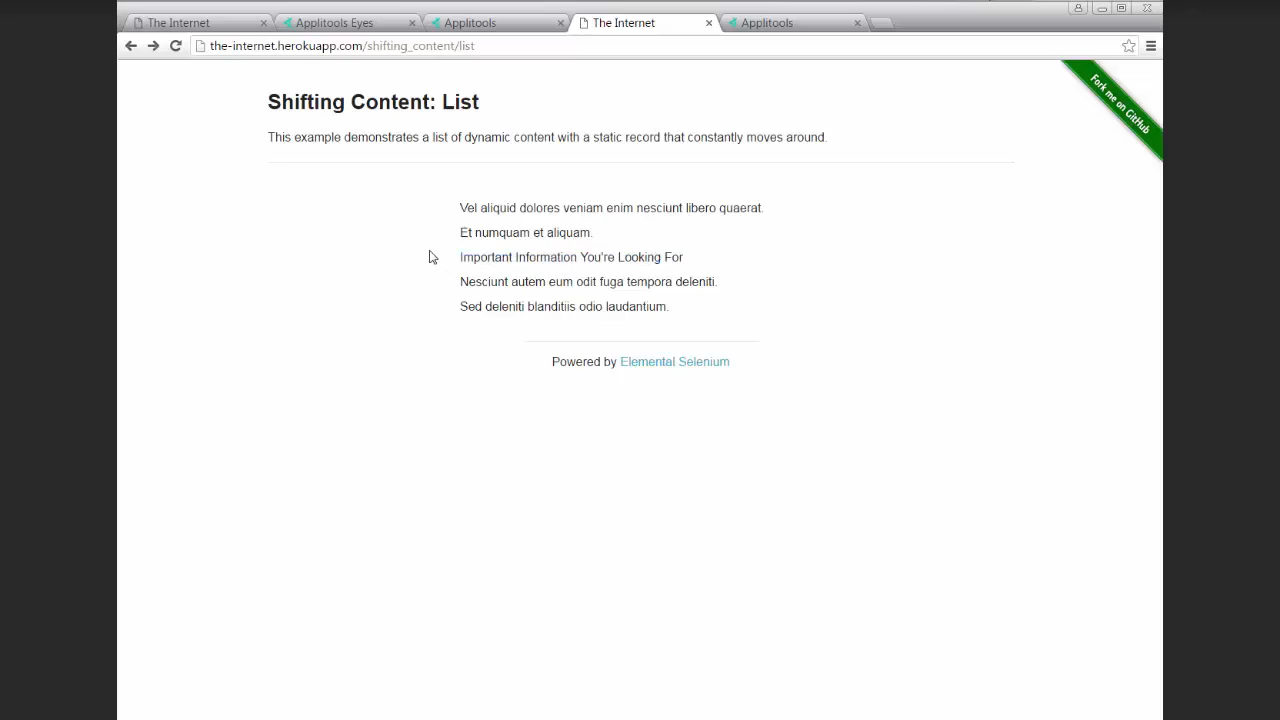 The Internet
Applitools Eyes
Applitools
The Internet
Applitools
the-internet.herokuapp.com/shifting_content/list
Fork me on GitHub
Shifting Content: List
This example demonstrates a list of dynamic content with a static record that constantly moves around.
Vel aliquid dolores veniam enim nesciunt libero quaerat.
Et numquam et aliquam.
Important Information You're Looking For
Nesciunt autem eum odit fuga tempora deleniti.
Sed deleniti blanditiis odio laudantium.
Powered by Elemental Selenium